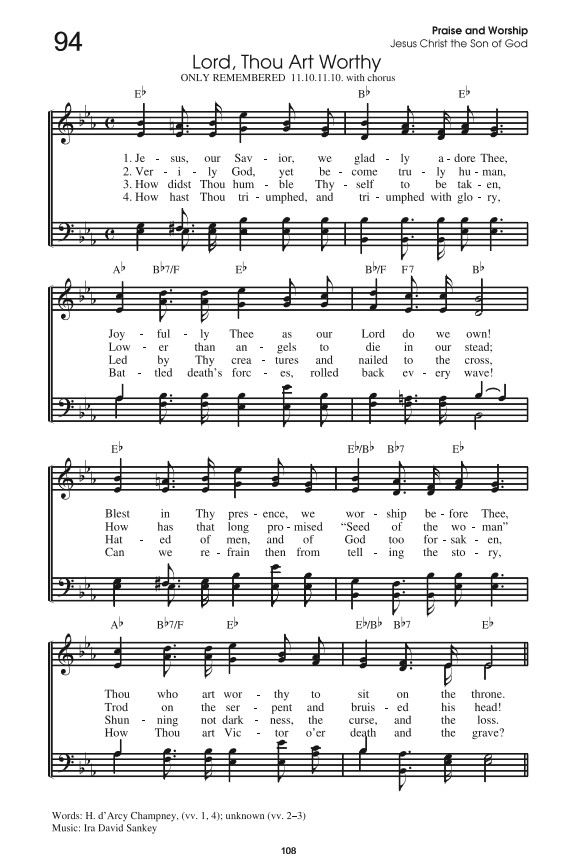 94
Praise and Worship
Jesus Christ the Son of God
Lord, Thou Art Worthy
ONLY REMEMBERED 11.10.11.10. with chorus
E♭ B♭ E♭
1. Je - sus, our Sav - ior, we glad - ly a - dore Thee,
2. Ver - i - ly God, yet be - come tru - ly hu - man,
3. How didst Thou hum - ble Thy - self to be tak - en,
4. How hast Thou tri - umphed, and tri - umphed with glo - ry,
A♭ B♭7/F E♭ B♭/F F7 B♭
Joy - ful - ly Thee as our Lord do we own!
Low - er than an - gels to die in our stead;
Led by Thy crea - tures and nailed to the cross,
Bat - tled death's forc - es, rolled back ev - ery wave!
E♭ E♭/B♭ B♭7 E♭
Blest in Thy pres - ence, we wor - ship be - fore Thee,
How has that long pro - mised “Seed of the wo - man”
Hat - ed of men, and of God too for - sak - en,
Can we re - frain then from tell - ing the sto - ry,
A♭ B♭7/F E♭ E♭/B♭ B♭7 E♭
Thou who art wor - thy to sit on the throne.
Trod on the ser - pent and bruis - ed his head!
Shun - ning not dark - ness, the curse, and the loss.
How Thou art Vic - tor o'er death and the grave?
Words: H. d’Arcy Champney, (vv. 1, 4); unknown (vv. 2–3)
Music: Ira David Sankey
108